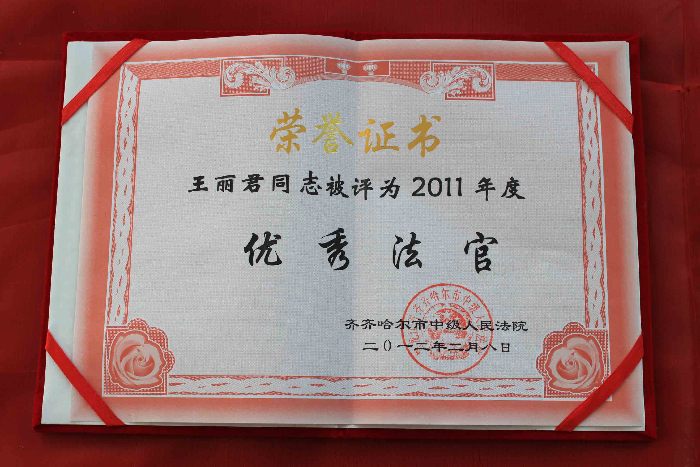 荣誉证书
王丽君同志被评为2011年度
优秀法官
齐齐哈尔市中级人民法院
二〇一二年二月八日